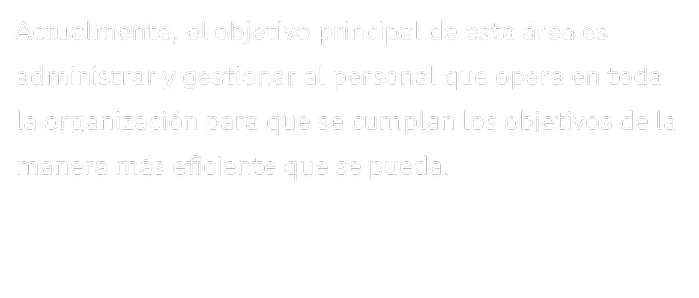 Actualmente, el objetivo principal de esta area es
administrar y gestionar al personal que opera en toda
la organización para que se cumplan los objetivos de la
manera más eficiente que se pueda.